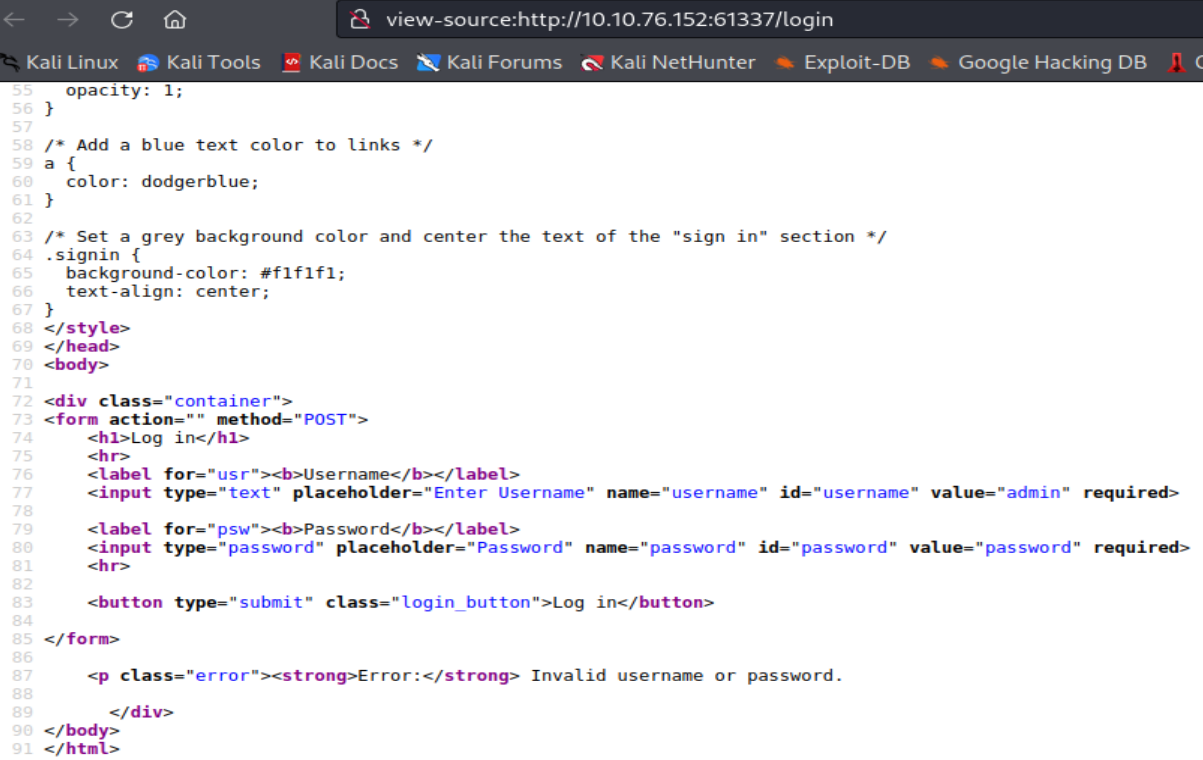 view-source:http://10.10.76.152:61337/login
Kali Linux Kali Tools Kali Docs Kali Forums Kali NetHunter Exploit-DB Google Hacking DB
55 opacity: 1;
56 }
57
58 /* Add a blue text color to links */
59 a {
60 color: dodgerblue;
61 }
62
63 /* Set a grey background color and center the text of the "sign in" section */
64 .signin {
65 background-color: #f1f1f1;
66 text-align: center;
67 }
68 </style>
69 </head>
70 <body>
71
72 <div class="container">
73 <form action="" method="POST">
74 <h1>Log in</h1>
75 <hr>
76 <label for="usr"><b>Username</b></label>
77 <input type="text" placeholder="Enter Username" name="username" id="username" value="admin" required>
78
79 <label for="psw"><b>Password</b></label>
80 <input type="password" placeholder="Password" name="password" id="password" value="password" required>
81 <hr>
82
83 <button type="submit" class="login_button">Log in</button>
84
85 </form>
86
87 <p class="error"><strong>Error:</strong> Invalid username or password.
88
89 </div>
90 </body>
91 </html>